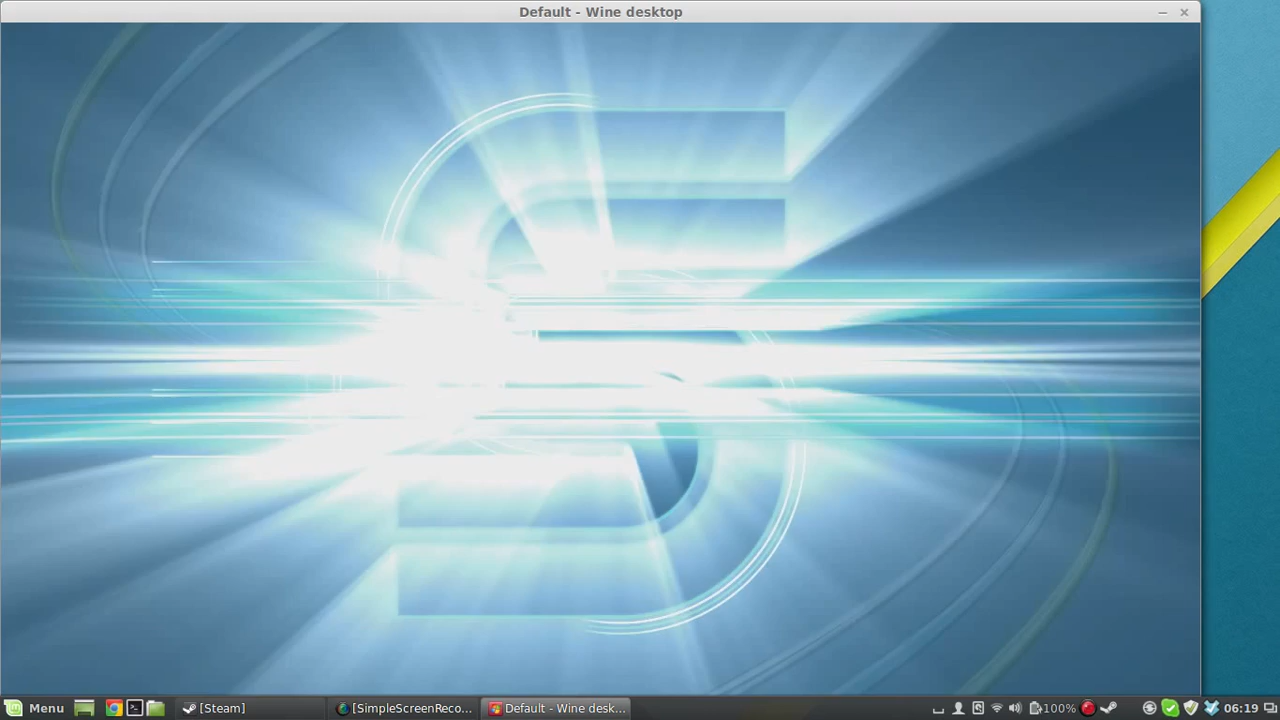 Default - Wine desktop
Menu
[Steam]
[SimpleScreenReco...
Default - Wine desk...
100%
06:19